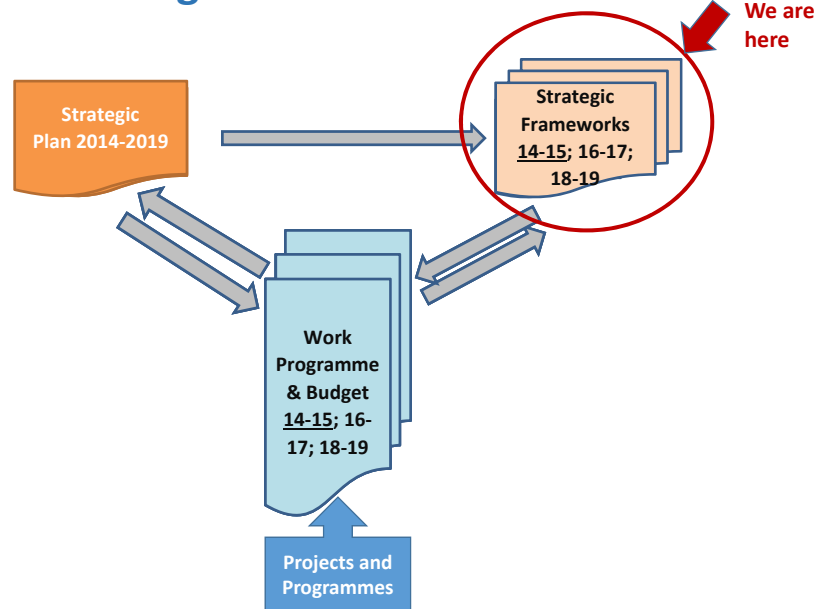 We are
here
Strategic
Plan 2014-2019
Strategic
Frameworks
14-15; 16-17;
18-19
Work
Programme
& Budget
14-15; 16-
17; 18-19
Projects and
Programmes